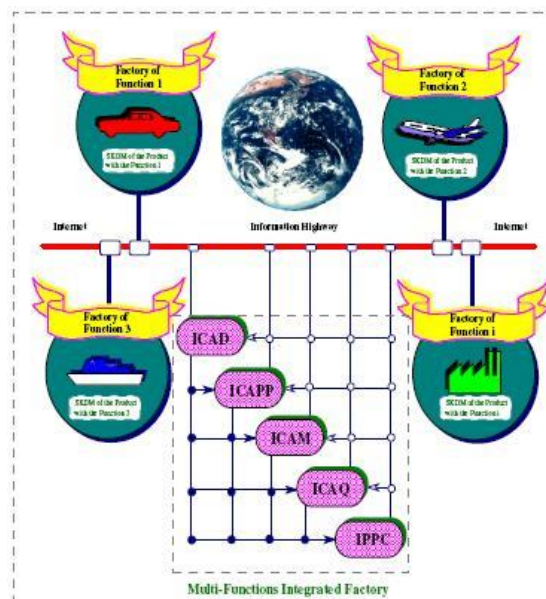 Factory of
Function 1
SKDM of the Product
with the Function 1
Factory of
Function 2
SKDM of the Product
with the Function 2
Internet
Information Highway
Internet
Factory of
Function 3
SKDM of the Product
with the Function 3
Factory of
Function i
SKDM of the Product
with the Function i
ICAD
ICAPP
ICAM
ICAQ
IPPC
Multi-Functions Integrated Factory